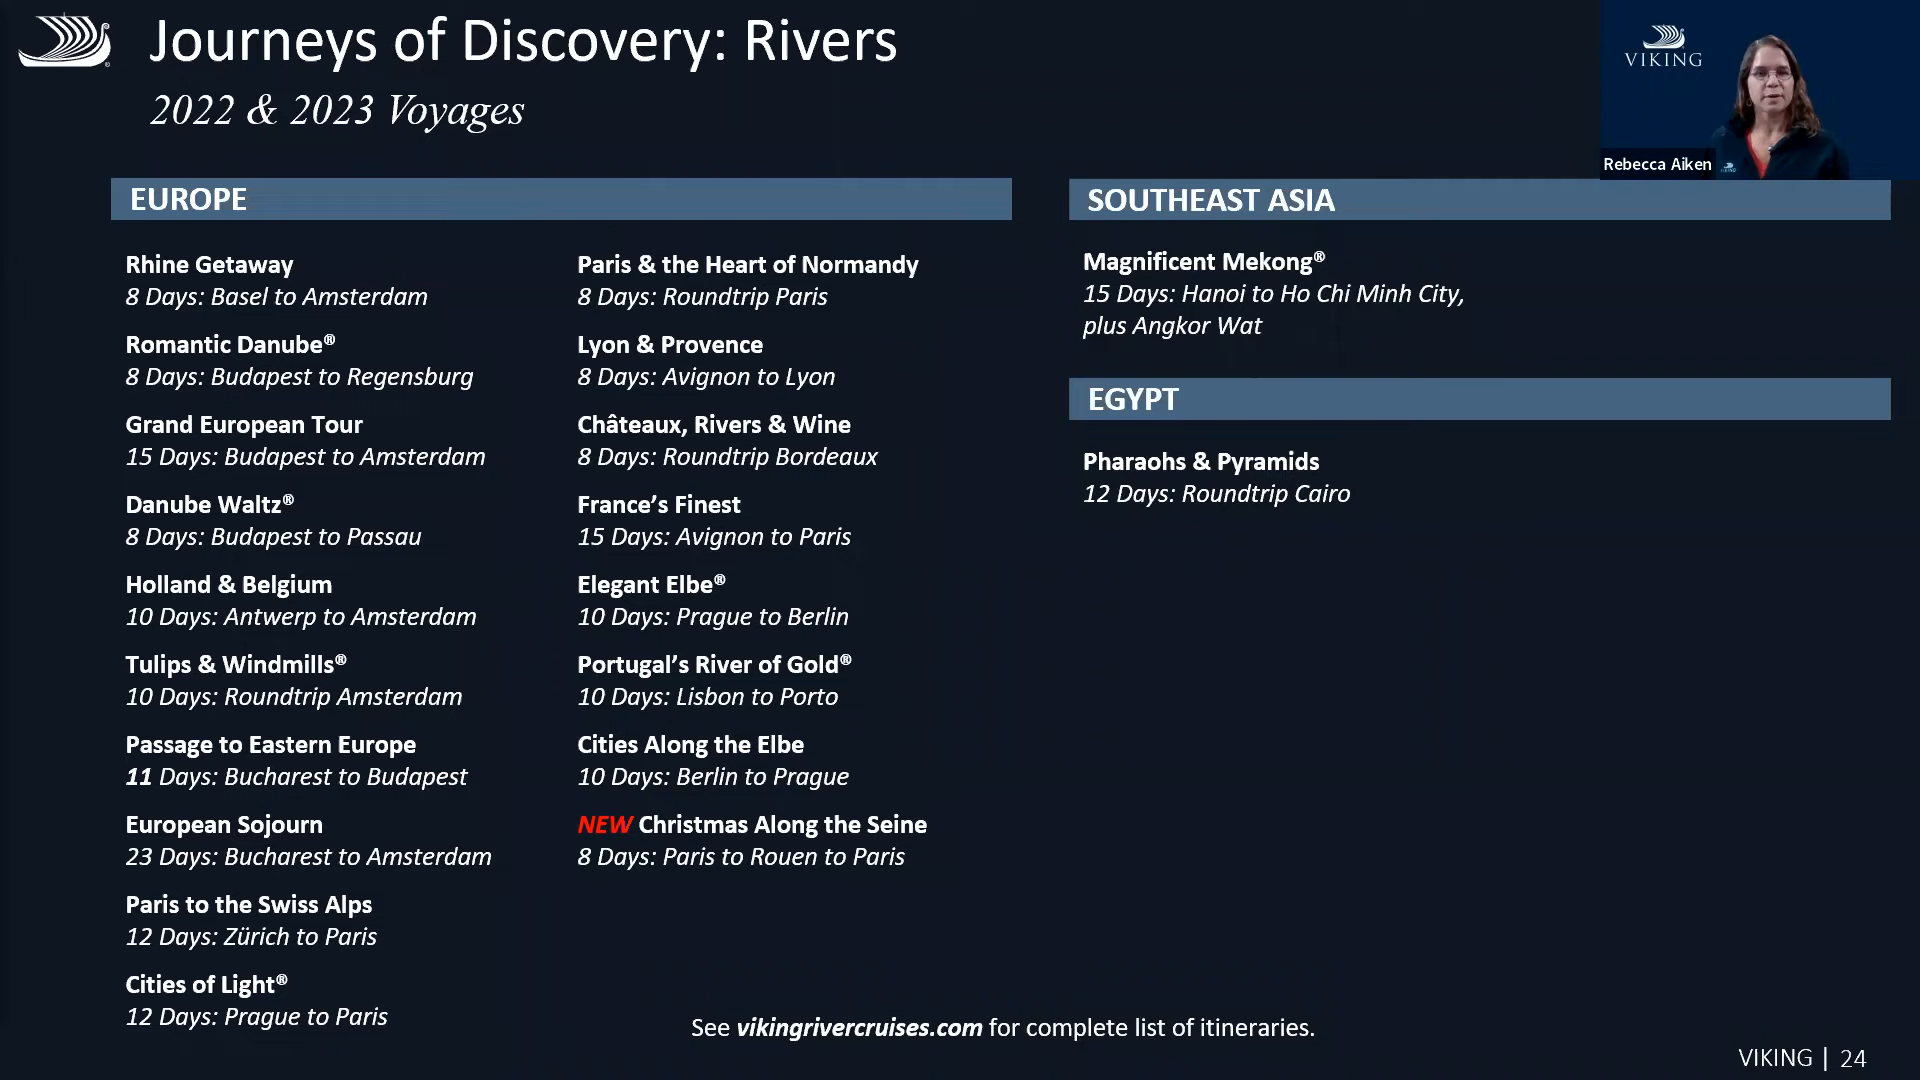 Journeys of Discovery: Rivers
2022 & 2023 Voyages
VIKING
Rebecca Aiken
EUROPE
Rhine Getaway
8 Days: Basel to Amsterdam
Romantic Danube®
8 Days: Budapest to Regensburg
Grand European Tour
15 Days: Budapest to Amsterdam
Danube Waltz®
8 Days: Budapest to Passau
Holland & Belgium
10 Days: Antwerp to Amsterdam
Tulips & Windmills®
10 Days: Roundtrip Amsterdam
Passage to Eastern Europe
11 Days: Bucharest to Budapest
European Sojourn
23 Days: Bucharest to Amsterdam
Paris to the Swiss Alps
12 Days: Zürich to Paris
Cities of Light®
12 Days: Prague to Paris
Paris & the Heart of Normandy
8 Days: Roundtrip Paris
Lyon & Provence
8 Days: Avignon to Lyon
Châteaux, Rivers & Wine
8 Days: Roundtrip Bordeaux
France’s Finest
15 Days: Avignon to Paris
Elegant Elbe®
10 Days: Prague to Berlin
Portugal’s River of Gold®
10 Days: Lisbon to Porto
Cities Along the Elbe
10 Days: Berlin to Prague
NEW Christmas Along the Seine
8 Days: Paris to Rouen to Paris
SOUTHEAST ASIA
Magnificent Mekong®
15 Days: Hanoi to Ho Chi Minh City,
plus Angkor Wat
EGYPT
Pharaohs & Pyramids
12 Days: Roundtrip Cairo
See vikingrivercruises.com for complete list of itineraries.
VIKING | 24